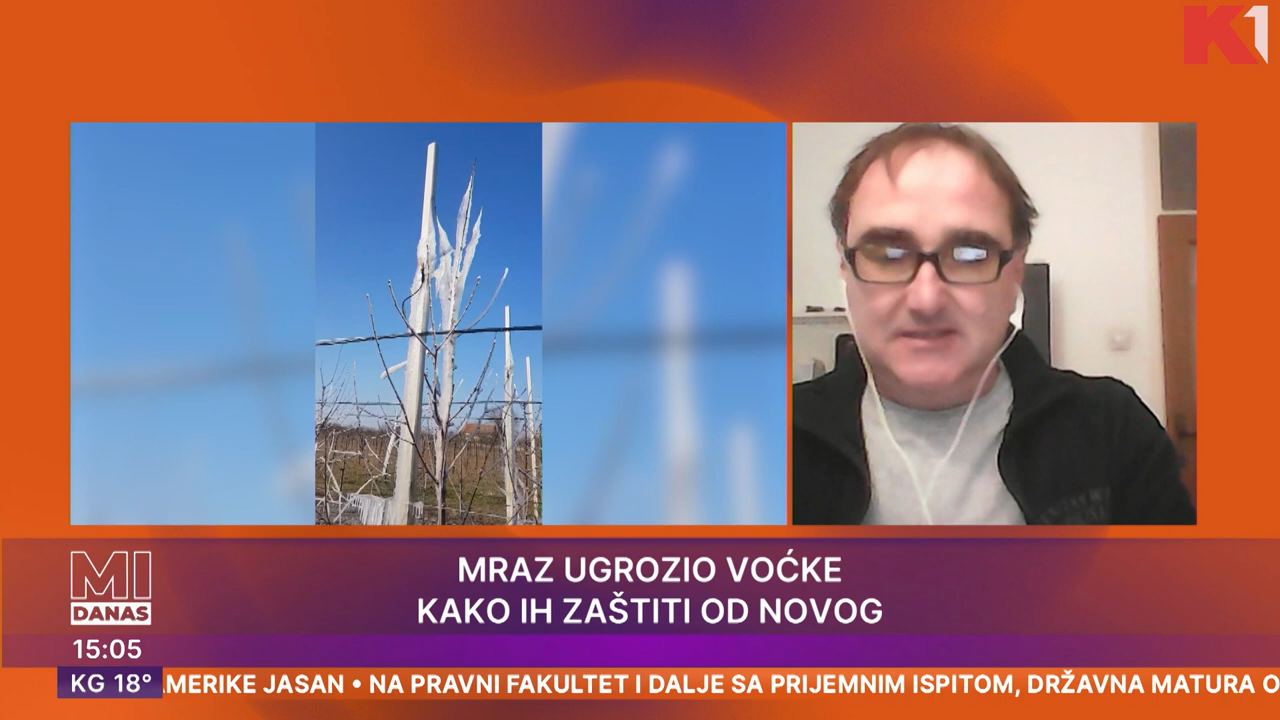 K1
MRAZ UGROZIO VOĆKE
KAKO IH ZAŠTITI OD NOVOG
MI
DANAS
15:05
KG 18°
MERIKE JASAN • NA PRAVNI FAKULTET I DALJE SA PRIJEMNIM ISPITOM, DRŽAVNA MATURA O